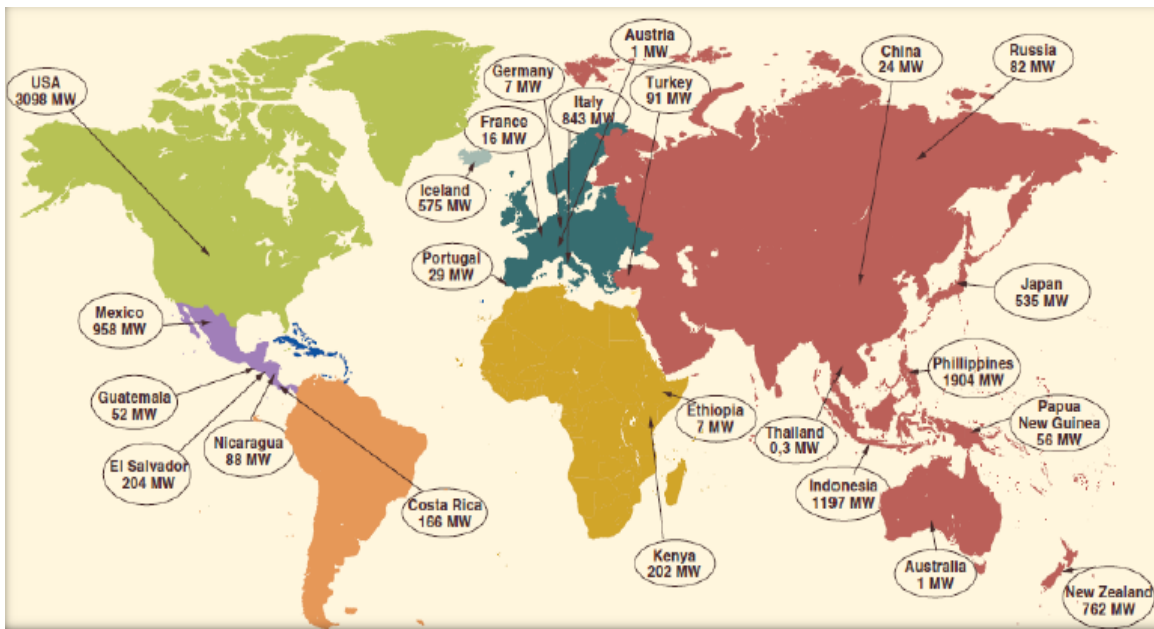 USA
3098 MW
Mexico
958 MW
Guatemala
52 MW
El Salvador
204 MW
Nicaragua
88 MW
Costa Rica
166 MW
Iceland
575 MW
Portugal
29 MW
France
16 MW
Germany
7 MW
Austria
1 MW
Italy
843 MW
Turkey
91 MW
Ethiopia
7 MW
Kenya
202 MW
China
24 MW
Russia
82 MW
Japan
535 MW
Phillippines
1904 MW
Thailand
0,3 MW
Papua
New Guinea
56 MW
Indonesia
1197 MW
Australia
1 MW
New Zealand
762 MW